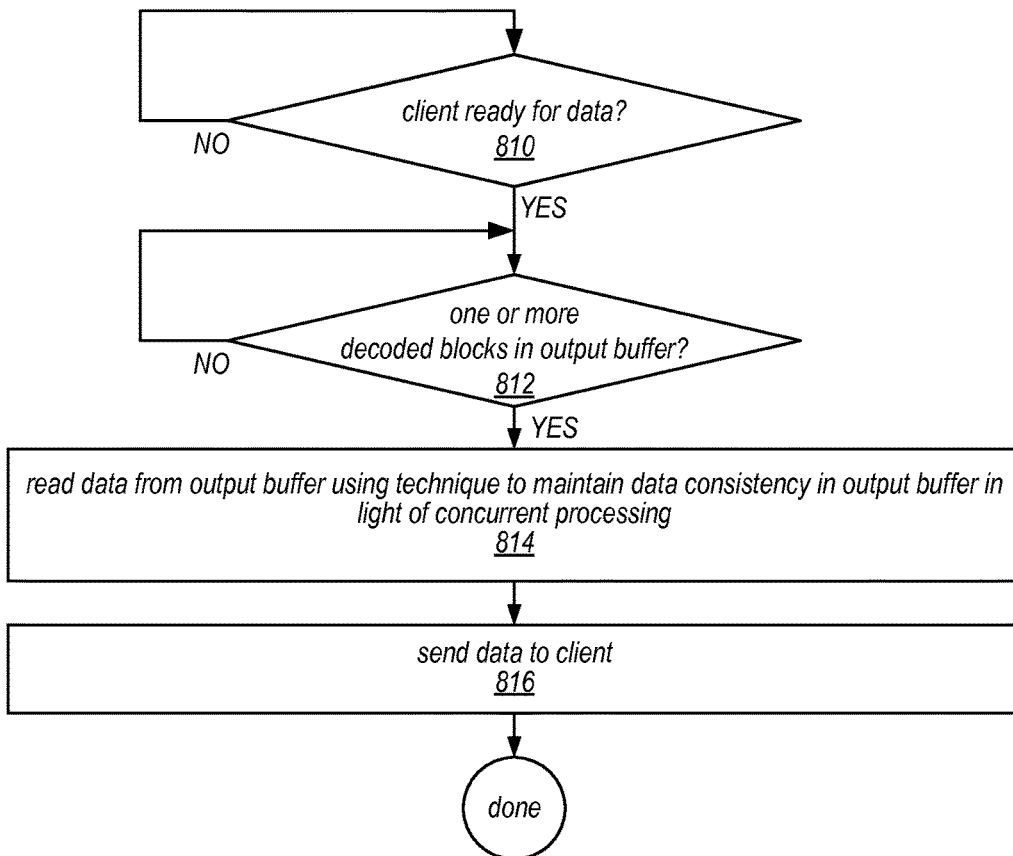 client ready for data?
810
NO
YES
one or more
decoded blocks in output buffer?
NO
812
YES
read data from output buffer using technique to maintain data consistency in output buffer in
light of concurrent processing
814
send data to client
816
done